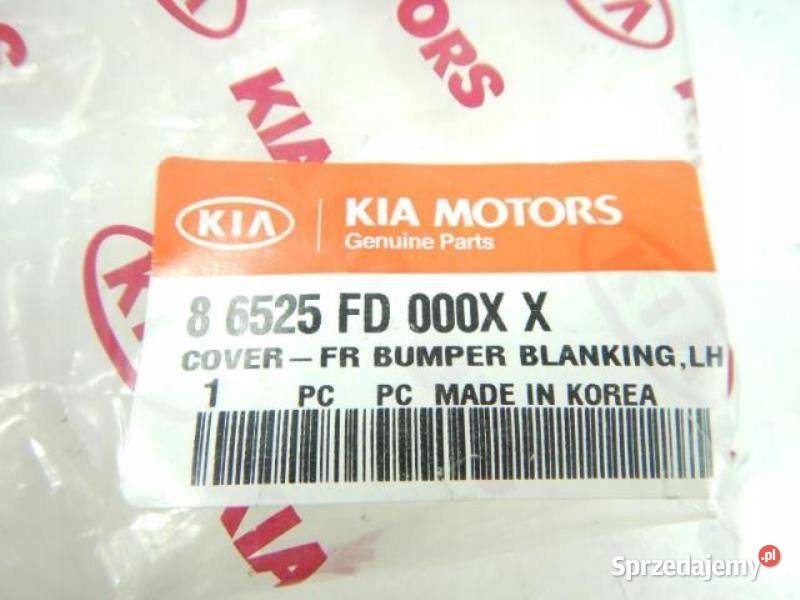 MOTORS
KIA
KIA MOTORS
Genuine Parts
8 6525 FD 000X X
COVER-FR BUMPER BLANKING,LH
1 PC PC MADE IN KOREA
KIA
Sprzedajemy.pl